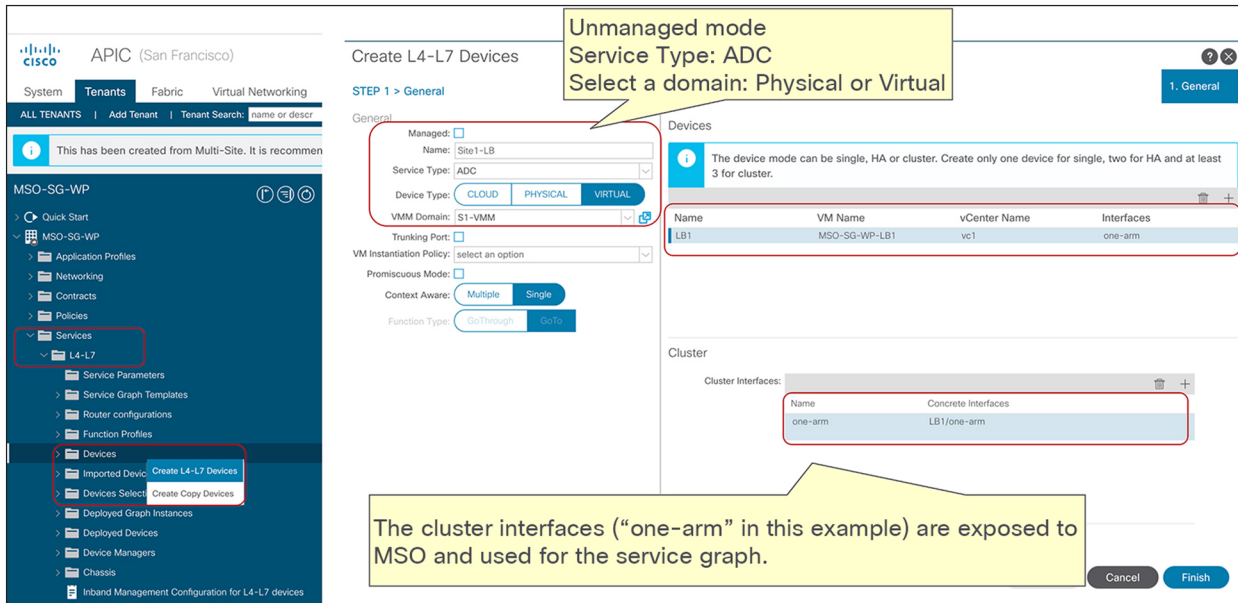 Unmanaged mode
Service Type: ADC
Select a domain: Physical or Virtual
CISCO
APIC (San Francisco)
System Tenants Fabric Virtual Networking
ALL TENANTS | Add Tenant | Tenant Search: name or descr
This has been created from Multi-Site. It is recommen
MSO-SG-WP
Quick Start
MSO-SG-WP
Application Profiles
Networking
Contracts
Policies
Services
L4-L7
Service Parameters
Service Graph Templates
Router configurations
Function Profiles
Devices
Imported Devic
Create L4-L7 Devices
Devices Selecti
Create Copy Devices
Deployed Graph Instances
Deployed Devices
Device Managers
Chassis
Inband Management Configuration for L4-L7 devices
Create L4-L7 Devices
STEP 1 > General
1. General
General
Managed:
Name: Site1-LB
Service Type: ADC
Device Type: CLOUD PHYSICAL VIRTUAL
VMM Domain: S1-VMM
Trunking Port:
VM Instantiation Policy: select an option
Promiscuous Mode:
Context Aware: Multiple Single
Function Type: GoThrough GoTo
Devices
The device mode can be single, HA or cluster. Create only one device for single, two for HA and at least
3 for cluster.
Name VM Name vCenter Name Interfaces
LB1 MSO-SG-WP-LB1 vc1 one-arm
Cluster
Cluster Interfaces:
Name Concrete Interfaces
one-arm LB1/one-arm
The cluster interfaces (“one-arm” in this example) are exposed to
MSO and used for the service graph.
Cancel Finish